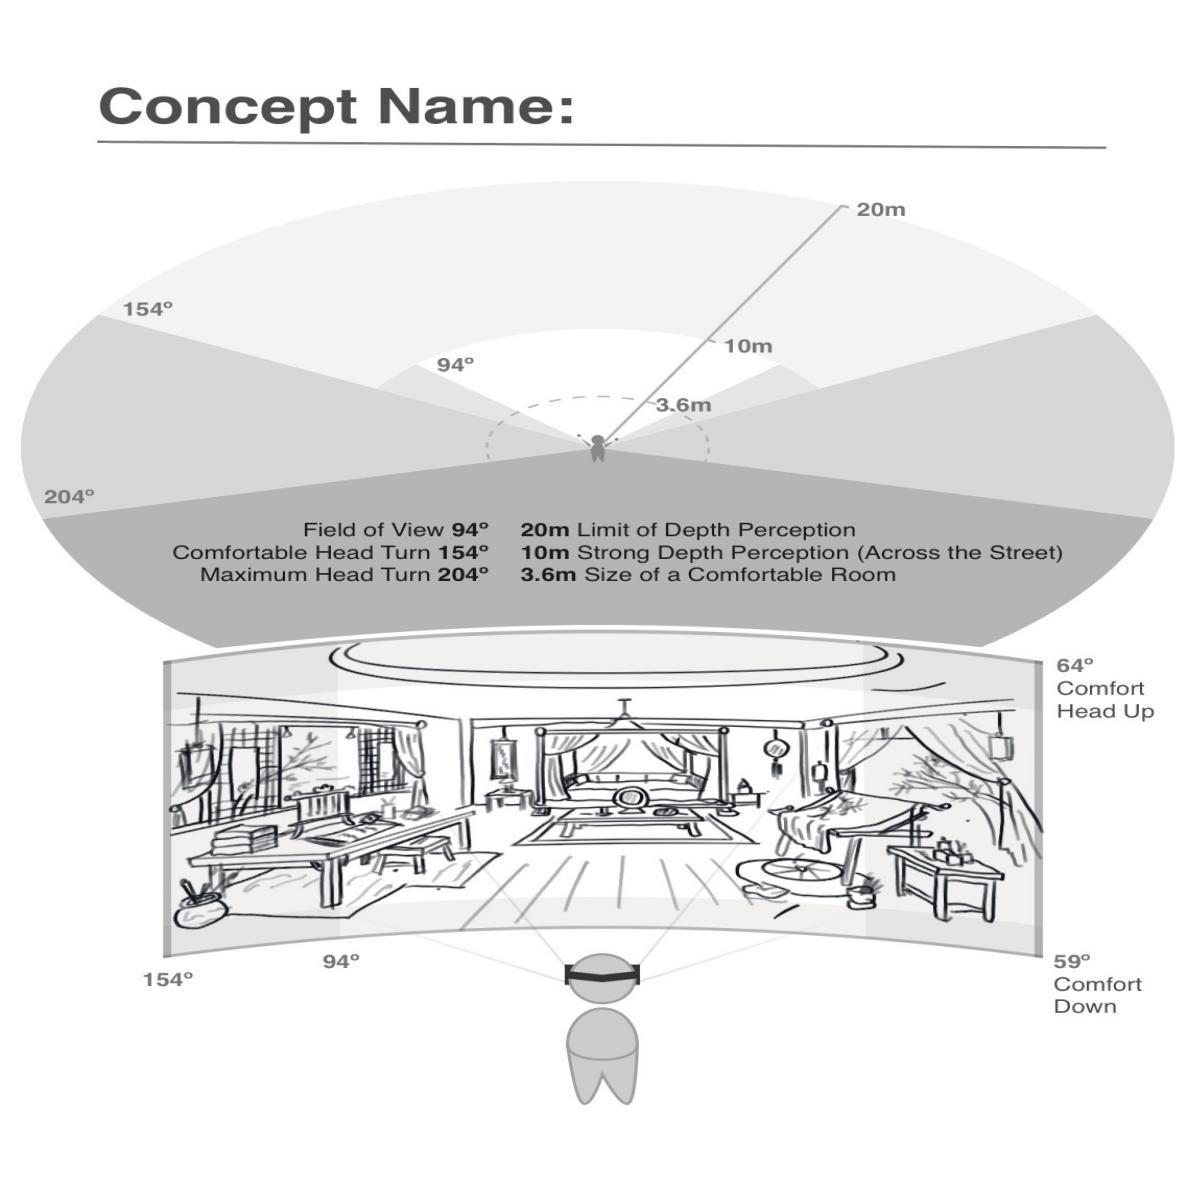 Concept Name:
20m
154º
10m
94º
3.6m
204º
Field of View 94º
Comfortable Head Turn 154º
Maximum Head Turn 204º
20m Limit of Depth Perception
10m Strong Depth Perception (Across the Street)
3.6m Size of a Comfortable Room
64º
Comfort
Head Up
94º
154º
59º
Comfort
Down